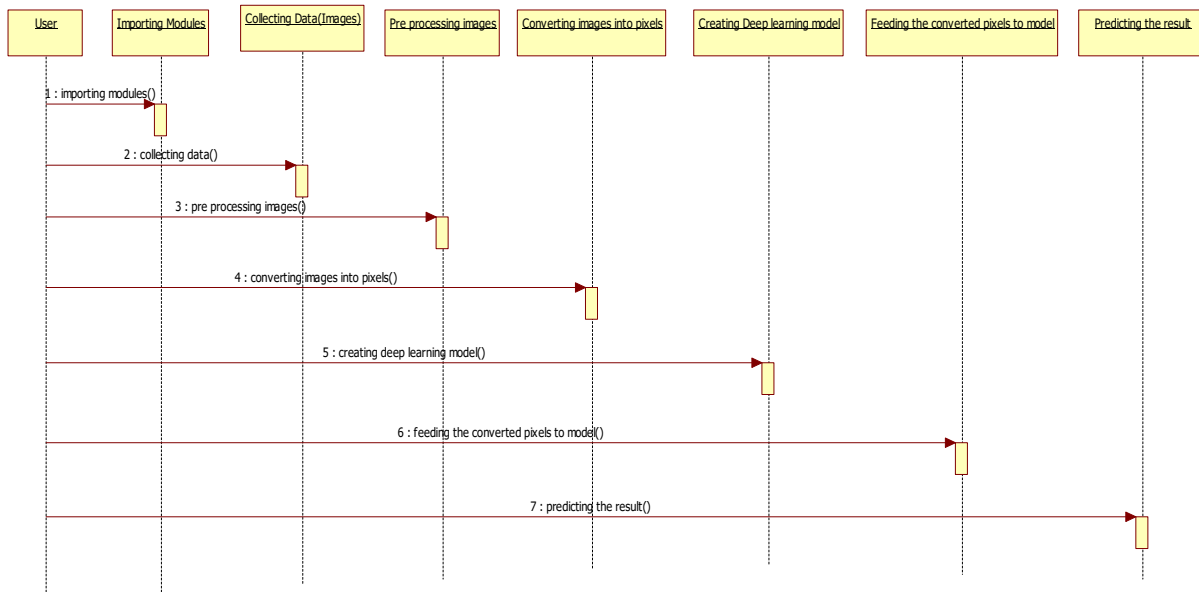 User
Importing Modules
Collecting Data(Images)
Pre processing images
Converting images into pixels
Creating Deep learning model
Feeding the converted pixels to model
Predicting the result
1 : importing modules()
2 : collecting data()
3 : pre processing images()
4 : converting images into pixels()
5 : creating deep learning model()
6 : feeding the converted pixels to model()
7 : predicting the result()